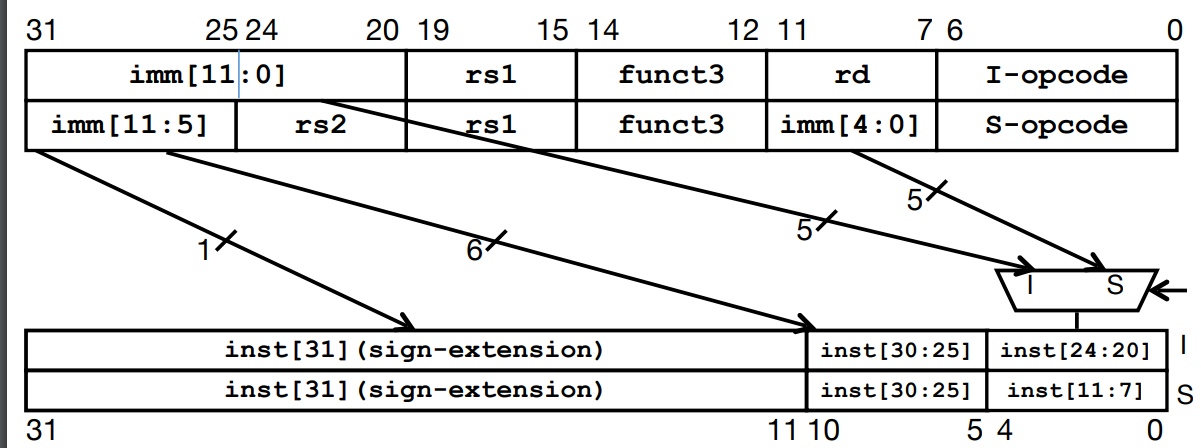 31 25 24 20 19 15 14 12 11 7 6 0
imm[11:0] rs1 funct3 rd I-opcode
imm[11:5] rs2 rs1 funct3 imm[4:0] S-opcode
5
5
1 6
I S
inst[31](sign-extension) inst[30:25] inst[24:20] I
inst[31](sign-extension) inst[30:25] inst[11:7] S
31 11 10 5 4 0